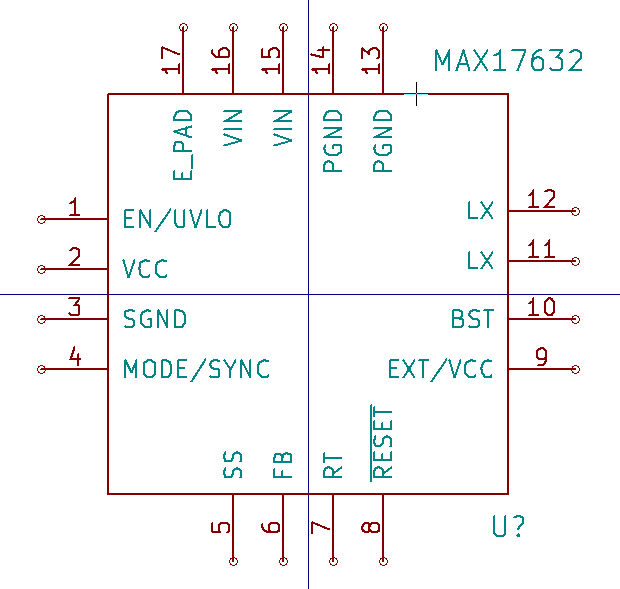 17 16 15 14 13
MAX17632
E_PAD VIN VIN PGND PGND
1 EN/UVLO
LX 12
2 VCC
LX 11
3 SGND
BST 10
4 MODE/SYNC
EXT/VCC 9
SS FB RT RESET
5 6 7 8
U?